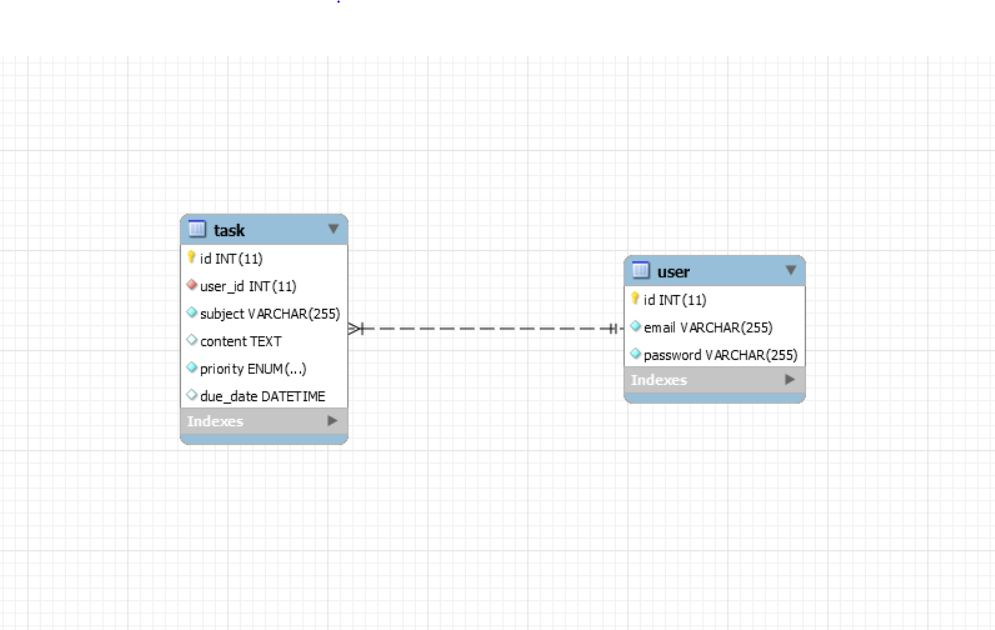 task
id INT(11)
user_id INT(11)
subject VARCHAR(255)
content TEXT
priority ENUM(...)
due_date DATETIME
Indexes
user
id INT(11)
email VARCHAR(255)
password VARCHAR(255)
Indexes